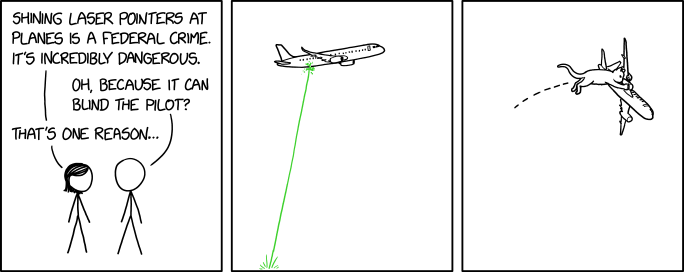 SHINING LASER POINTERS AT
PLANES IS A FEDERAL CRIME.
IT'S INCREDIBLY DANGEROUS.
OH, BECAUSE IT CAN
BLIND THE PILOT?
THAT'S ONE REASON...